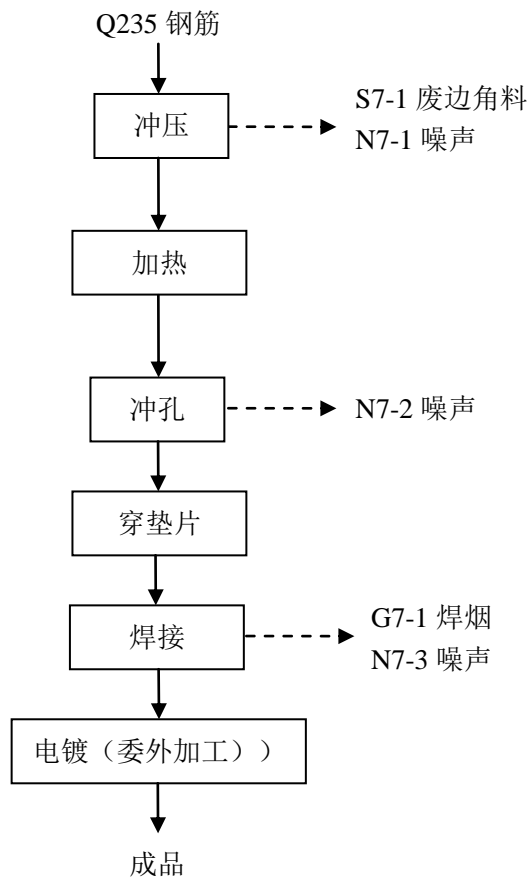 Q235 钢筋
冲压
S7-1 废边角料
N7-1 噪声
加热
冲孔
N7-2 噪声
穿垫片
焊接
G7-1 焊烟
N7-3 噪声
电镀（委外加工））
成品